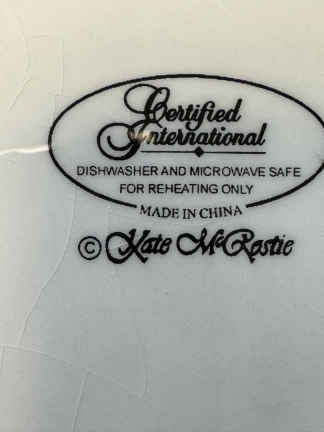 Certified
International
DISHWASHER AND MICROWAVE SAFE
FOR REHEATING ONLY
MADE IN CHINA
© Kate McRostie